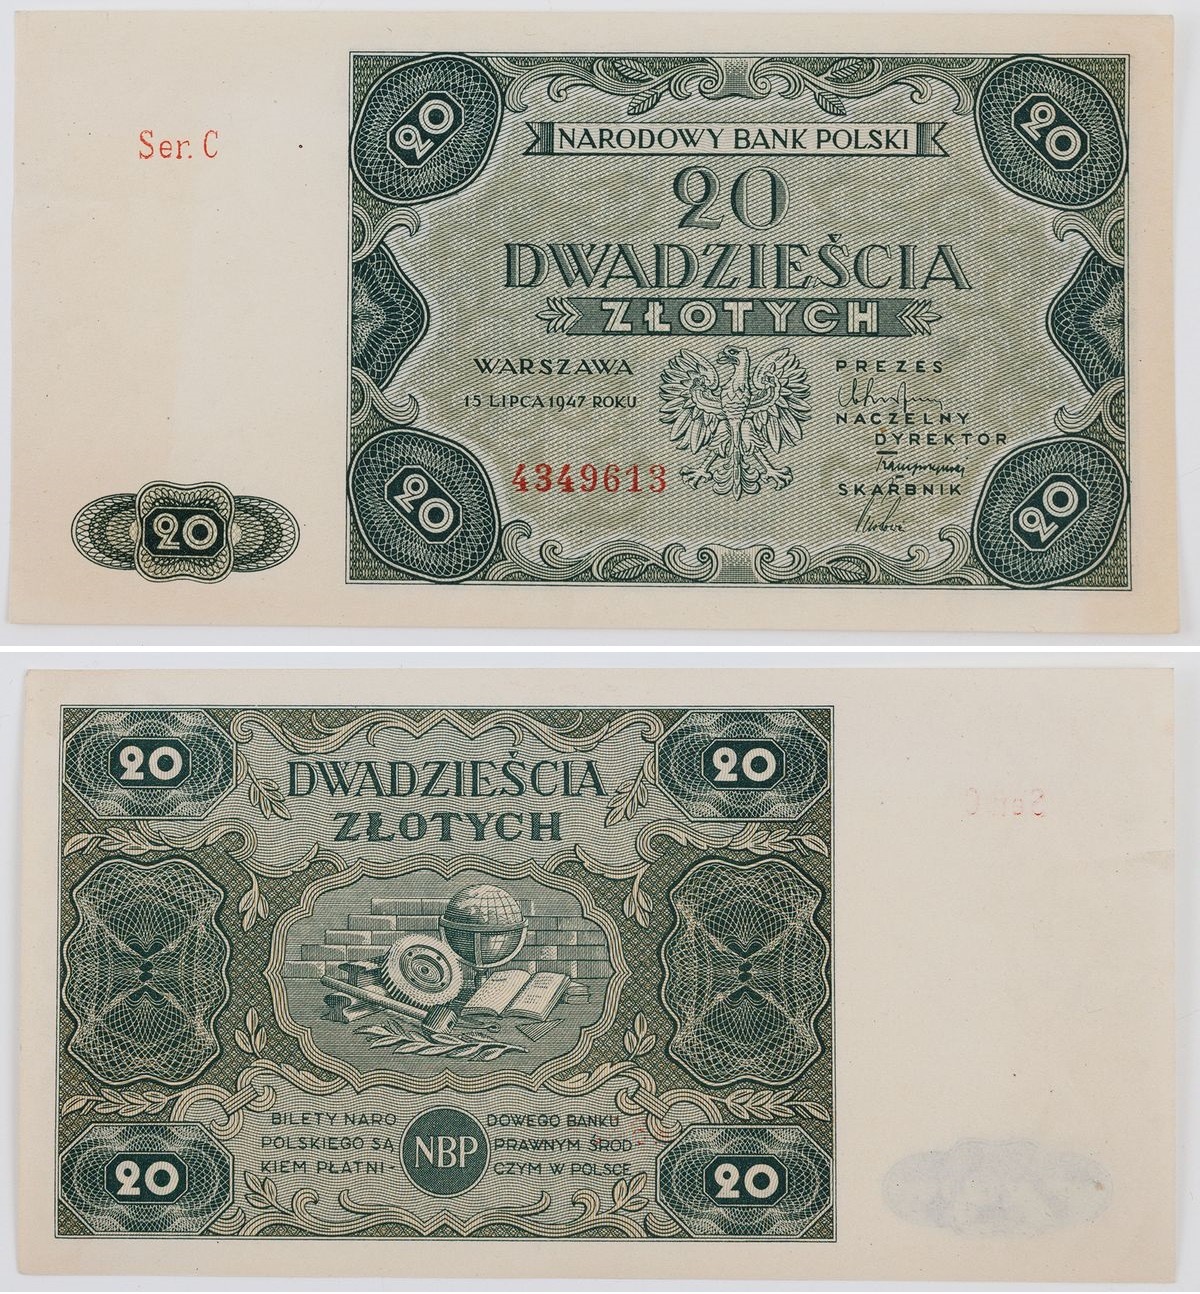 Ser. C
20
20
NARODOWY BANK POLSKI
20
DWADZIEŚCIA
ZŁOTYCH
WARSZAWA
15 LIPCA 1947 ROKU
PREZES
NACZELNY
DYREKTOR
SKARBNIK
4349613
20
20
20
20
20
DWADZIEŚCIA
ZŁOTYCH
BILETY NARO DOWEGO BANKU
POLSKIEGO SĄ PRAWNYM ŚROD
KIEM PŁATNI- CZYM W POLSCE
NBP
20
20
Ser. C